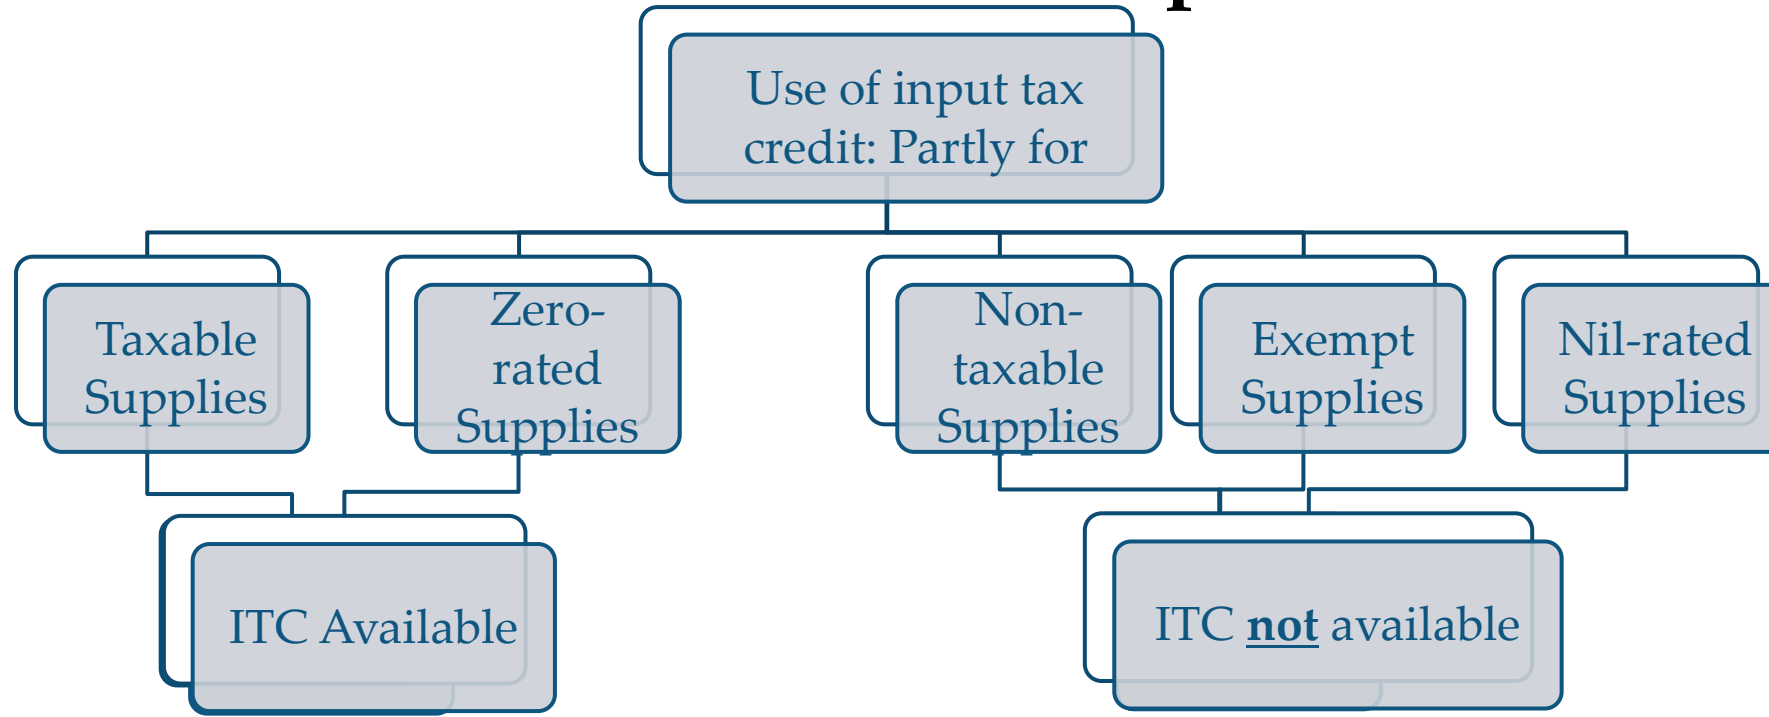 Use of input tax
credit: Partly for
Taxable
Supplies
Zero-
rated
Supplies
Non-
taxable
Supplies
Exempt
Supplies
Nil-rated
Supplies
ITC Available
ITC not available